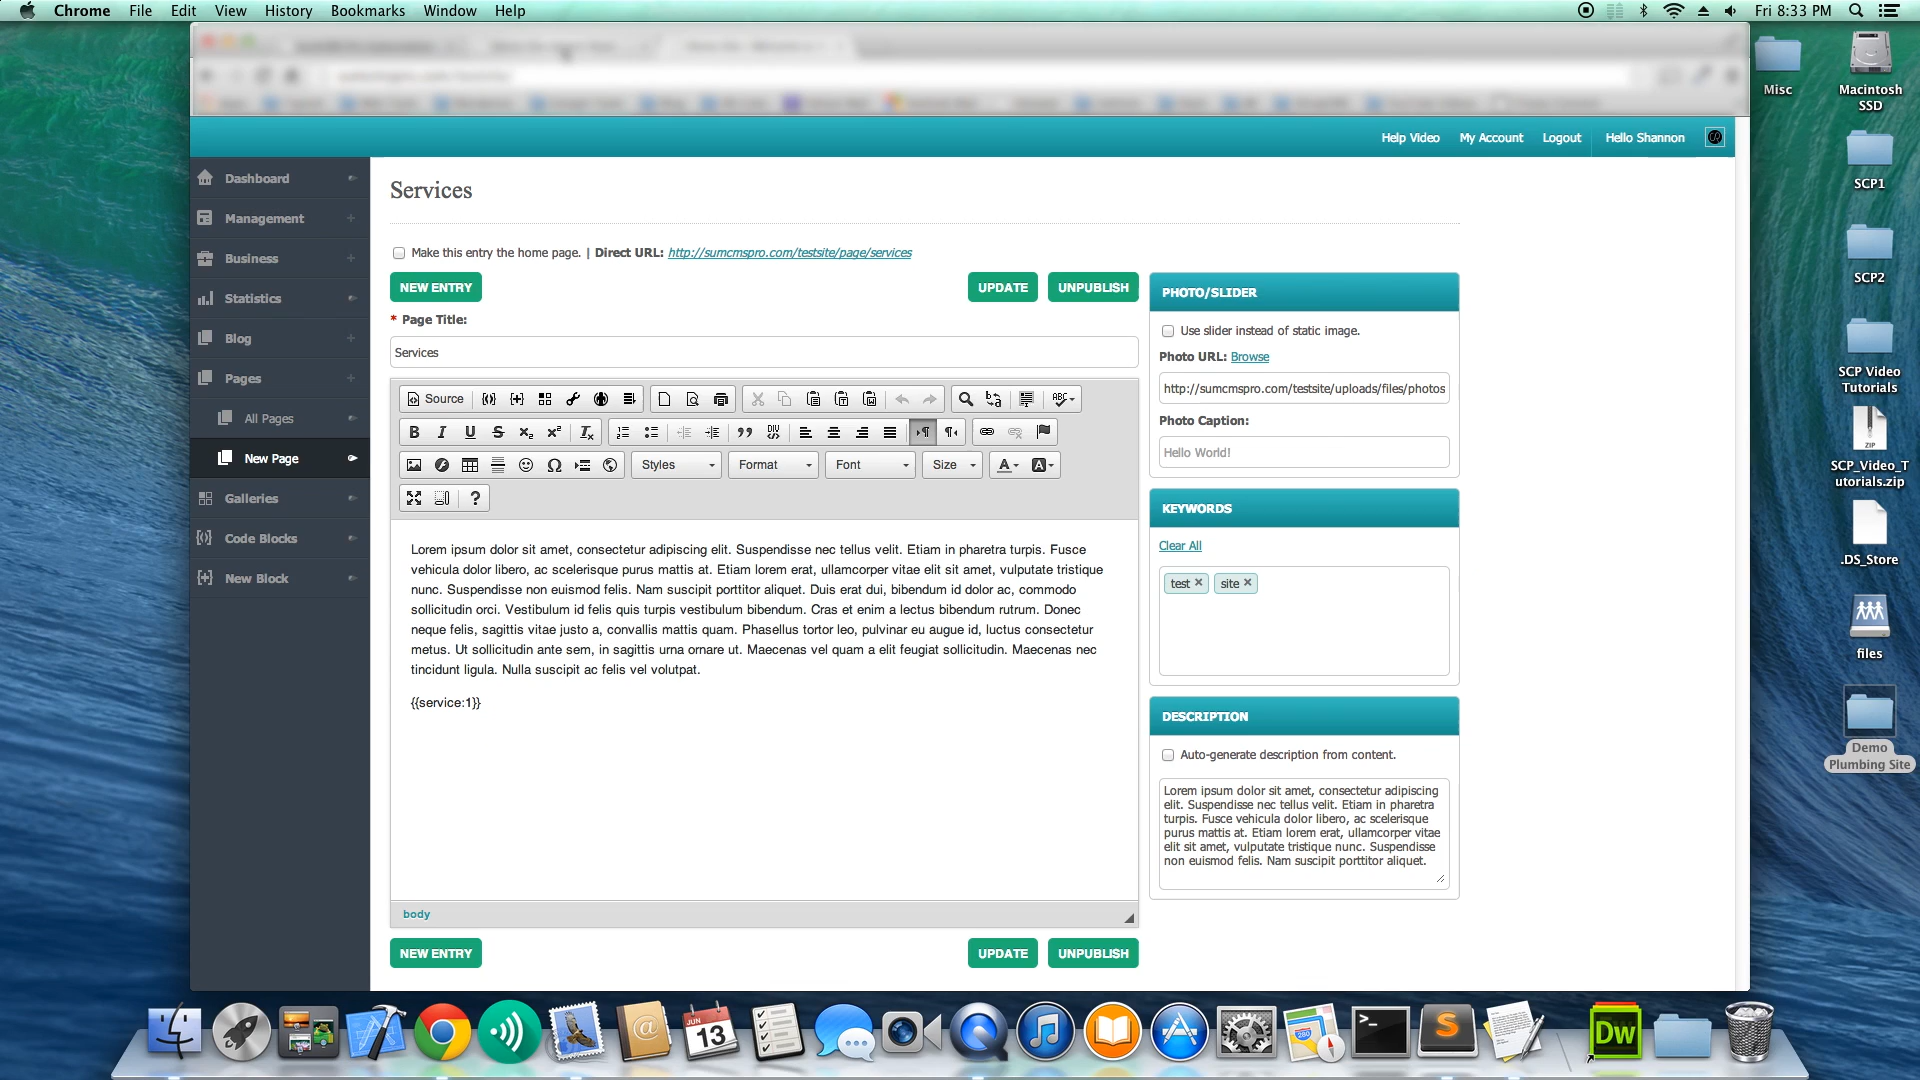 Chrome File Edit View History Bookmarks Window Help
Fri 8:33 PM
Misc
Macintosh SSD
Help Video My Account Logout Hello Shannon
SCP1
SCP2
SCP Video Tutorials
ZIP
SCP_Video_Tutorials.zip
.DS_Store
files
Demo Plumbing Site
Dashboard
Management
Business
Statistics
Blog
Pages
All Pages
New Page
Galleries
Code Blocks
New Block
Services
Make this entry the home page. | Direct URL: http://sumcmspro.com/testsite/page/services
NEW ENTRY UPDATE UNPUBLISH
* Page Title:
Services
Source
Styles Format Font Size
Lorem ipsum dolor sit amet, consectetur adipiscing elit. Suspendisse nec tellus velit. Etiam in pharetra turpis. Fusce
vehicula dolor libero, ac scelerisque purus mattis at. Etiam lorem erat, ullamcorper vitae elit sit amet, vulputate tristique
nunc. Suspendisse non euismod felis. Nam suscipit porttitor aliquet. Duis erat dui, bibendum id dolor ac, commodo
sollicitudin orci. Vestibulum id felis quis turpis vestibulum bibendum. Cras et enim a lectus bibendum rutrum. Donec
neque felis, sagittis vitae justo a, convallis mattis quam. Phasellus tortor leo, pulvinar eu augue id, luctus consectetur
metus. Ut sollicitudin ante sem, in sagittis urna ornare ut. Maecenas vel quam a elit feugiat sollicitudin. Maecenas nec
tincidunt ligula. Nulla suscipit ac felis vel volutpat.
{{service:1}}
body
NEW ENTRY UPDATE UNPUBLISH
PHOTO/SLIDER
Use slider instead of static image.
Photo URL: Browse
http://sumcmspro.com/testsite/uploads/files/photos
Photo Caption:
Hello World!
KEYWORDS
Clear All
test × site ×
DESCRIPTION
Auto-generate description from content.
Lorem ipsum dolor sit amet, consectetur adipiscing
elit. Suspendisse nec tellus velit. Etiam in pharetra
turpis. Fusce vehicula dolor libero, ac scelerisque
purus mattis at. Etiam lorem erat, ullamcorper vitae
elit sit amet, vulputate tristique nunc. Suspendisse
non euismod felis. Nam suscipit porttitor aliquet.
JUN
13
Dw